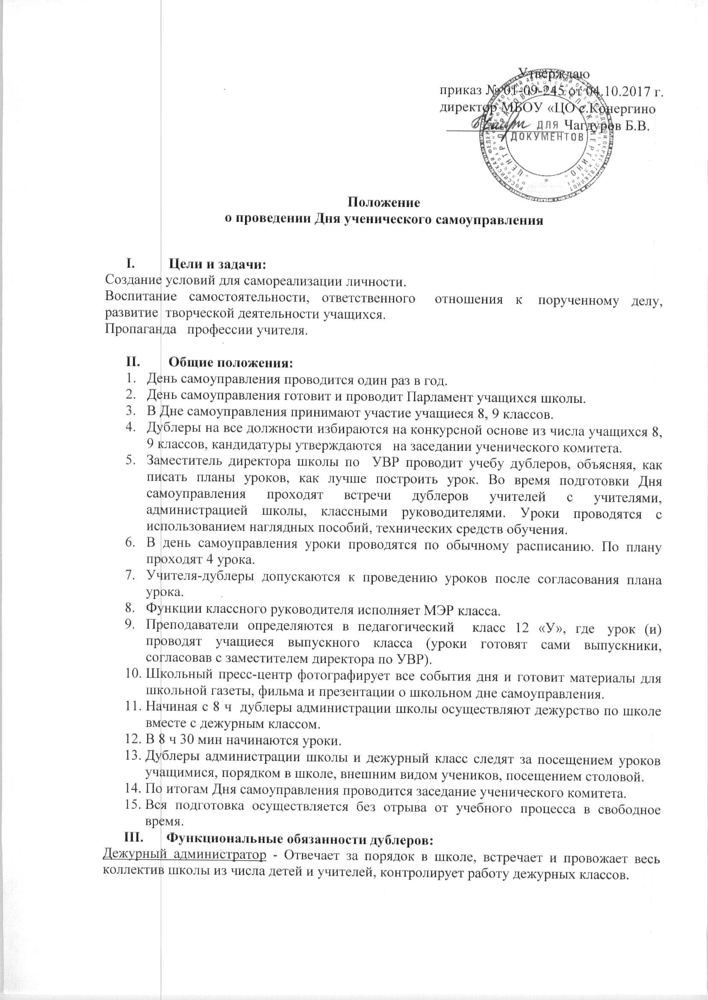 Утверждаю
приказ № 01-09-245 от 04.10.2017 г.
директор МБОУ «ЦО с.Конергино
Чагдуров Б.В.
ДЛЯ
ДОКУМЕНТОВ
"ЦЕНТР ОБРАЗОВАНИЯ СЕЛА КОНЕРГИНО"
Положение
о проведении Дня ученического самоуправления
I. Цели и задачи:
Создание условий для самореализации личности.
Воспитание самостоятельности, ответственного отношения к порученному делу,
развитие творческой деятельности учащихся.
Пропаганда профессии учителя.
II. Общие положения:
1. День самоуправления проводится один раз в год.
2. День самоуправления готовит и проводит Парламент учащихся школы.
3. В Дне самоуправления принимают участие учащиеся 8, 9 классов.
4. Дублеры на все должности избираются на конкурсной основе из числа учащихся 8,
9 классов, кандидатуры утверждаются на заседании ученического комитета.
5. Заместитель директора школы по УВР проводит учебу дублеров, объясняя, как
писать планы уроков, как лучше построить урок. Во время подготовки Дня
самоуправления проходят встречи дублеров учителей с учителями,
администрацией школы, классными руководителями. Уроки проводятся с
использованием наглядных пособий, технических средств обучения.
6. В день самоуправления уроки проводятся по обычному расписанию. По плану
проходят 4 урока.
7. Учителя-дублеры допускаются к проведению уроков после согласования плана
урока.
8. Функции классного руководителя исполняет МЭР класса.
9. Преподаватели определяются в педагогический класс 12 «У», где урок (и)
проводят учащиеся выпускного класса (уроки готовят сами выпускники,
согласовав с заместителем директора по УВР).
10. Школьный пресс-центр фотографирует все события дня и готовит материалы для
школьной газеты, фильма и презентации о школьном дне самоуправления.
11. Начиная с 8 ч дублеры администрации школы осуществляют дежурство по школе
вместе с дежурным классом.
12. В 8 ч 30 мин начинаются уроки.
13. Дублеры администрации школы и дежурный класс следят за посещением уроков
учащимися, порядком в школе, внешним видом учеников, посещением столовой.
14. По итогам Дня самоуправления проводится заседание ученического комитета.
15. Вся подготовка осуществляется без отрыва от учебного процесса в свободное
время.
III. Функциональные обязанности дублеров:
Дежурный администратор - Отвечает за порядок в школе, встречает и провожает весь
коллектив школы из числа детей и учителей, контролирует работу дежурных классов.